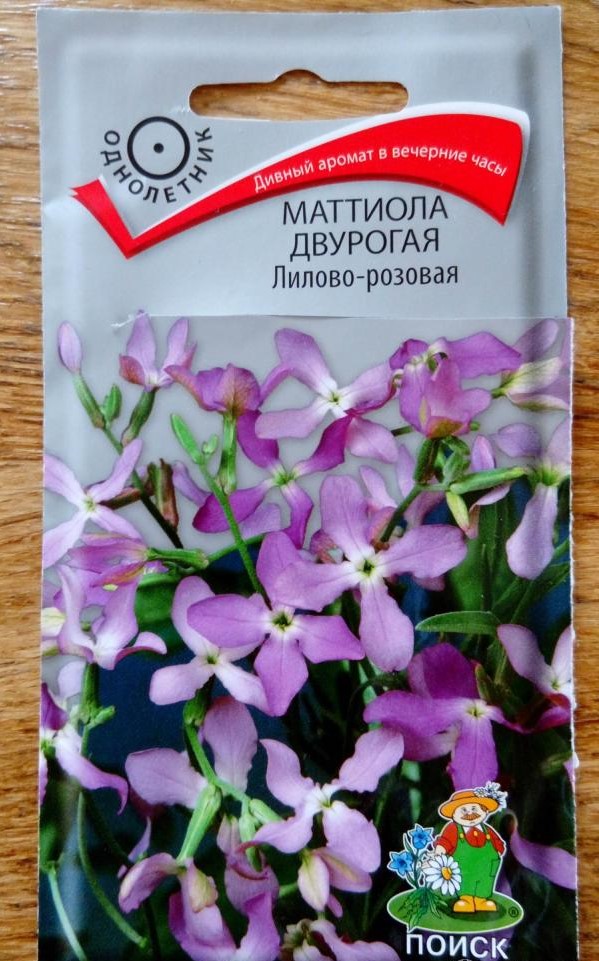 ОДНОЛЕТНИК
Дивный аромат в вечерние часы
МАТТИОЛА
ДВУРОГАЯ
Лилово-розовая
ПОИСК
®